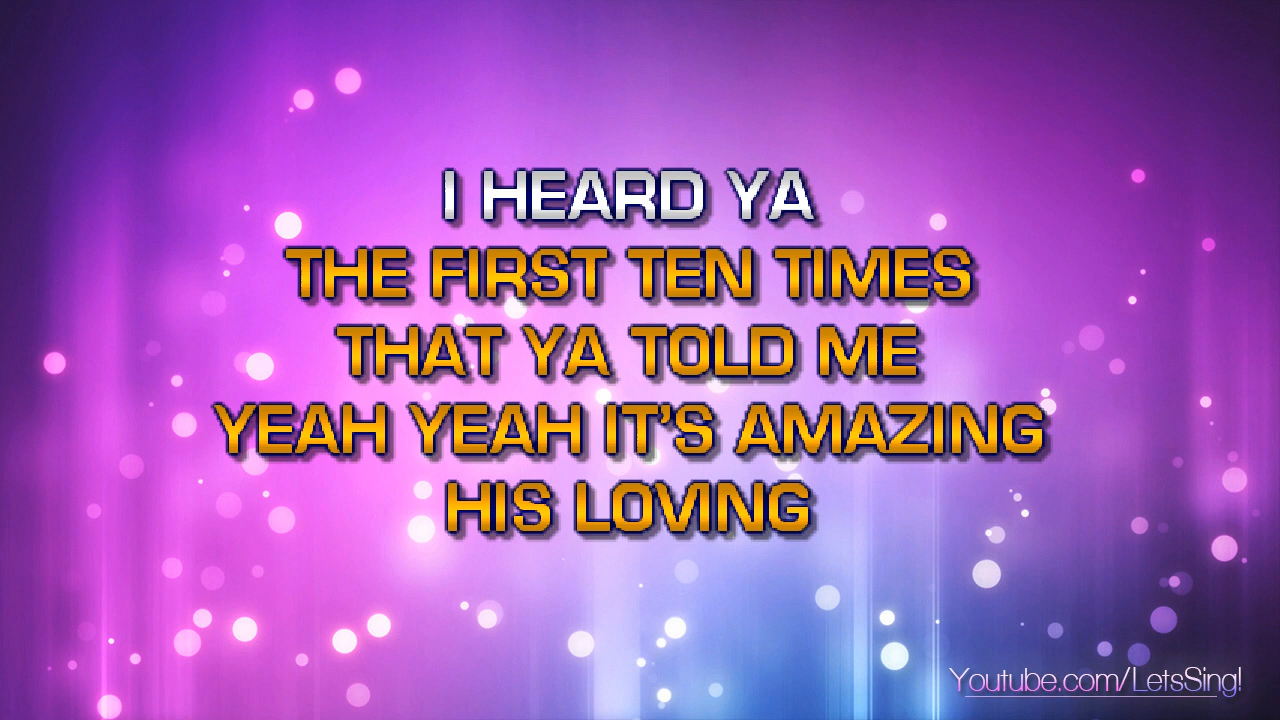 I HEARD YA
THE FIRST TEN TIMES
THAT YA TOLD ME
YEAH YEAH IT'S AMAZING
HIS LOVING
Youtube.com/LetsSing!